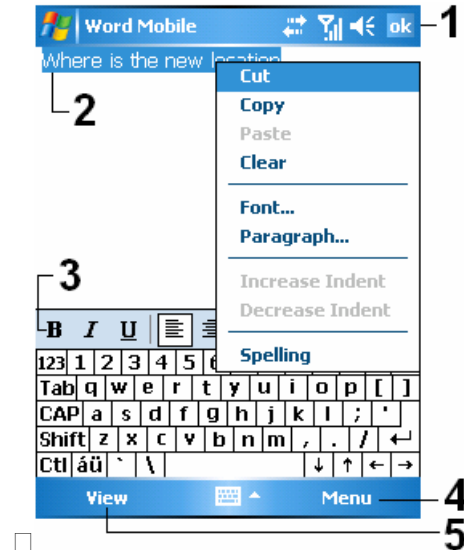 Word Mobile ok 1
Where is the new location
2
Cut
Copy
Paste
Clear
Font...
Paragraph...
Increase Indent
Decrease Indent
Spelling
3
B I U
123 1 2 3 4 5
Tab q w e r t y u i o p [ ]
CAP a s d f g h j k l ; '
Shift z x c v b n m , . / ↵
Ctl áü ` \ ↓ ↑ ← →
View Menu 4
5